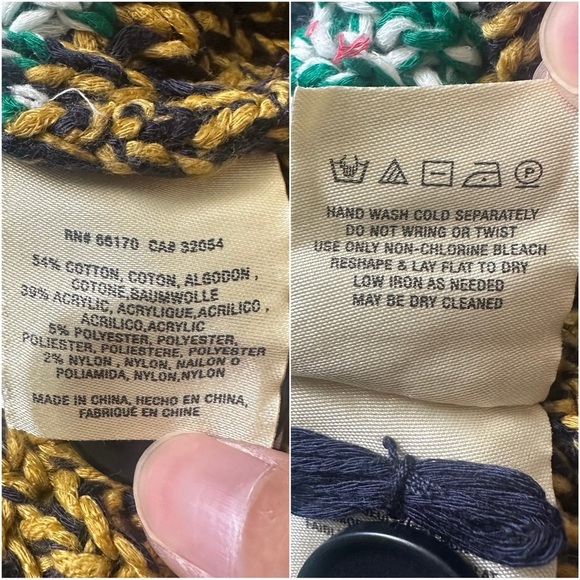 RN# 66170 CA# 32054
54% COTTON, COTON, ALGODON ,
COTONE,BAUMWOLLE
39% ACRYLIC, ACRYLIQUE,ACRILICO ,
ACRILICO,ACRYLIC
5% POLYESTER, POLYESTER,
POLIESTER, POLIESTERE, POLYESTER
2% NYLON , NYLON, NAILON O
POLIAMIDA, NYLON,NYLON
MADE IN CHINA, HECHO EN CHINA,
FABRIQUÉ EN CHINE
P
HAND WASH COLD SEPARATELY
DO NOT WRING OR TWIST
USE ONLY NON-CHLORINE BLEACH
RESHAPE & LAY FLAT TO DRY
LOW IRON AS NEEDED
MAY BE DRY CLEANED